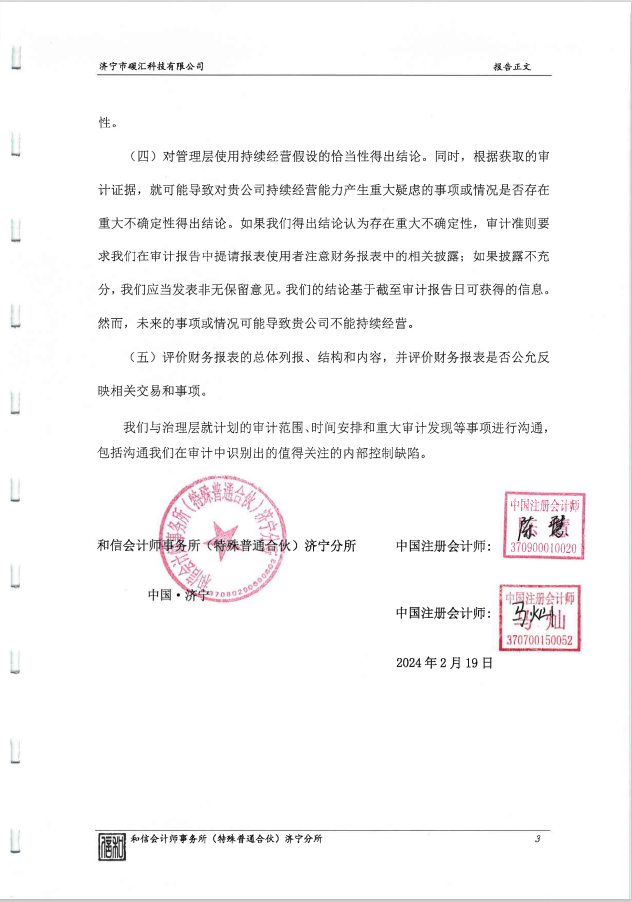 济宁市碳汇科技有限公司 报告正文
性。
（四）对管理层使用持续经营假设的恰当性得出结论。同时，根据获取的审
计证据，就可能导致对贵公司持续经营能力产生重大疑虑的事项或情况是否存在
重大不确定性得出结论。如果我们得出结论认为存在重大不确定性，审计准则要
求我们在审计报告中提请报表使用者注意财务报表中的相关披露；如果披露不充
分，我们应当发表非无保留意见。我们的结论基于截至审计报告日可获得的信息。
然而，未来的事项或情况可能导致贵公司不能持续经营。
（五）评价财务报表的总体列报、结构和内容，并评价财务报表是否公允反
映相关交易和事项。
我们与治理层就计划的审计范围、时间安排和重大审计发现等事项进行沟通，
包括沟通我们在审计中识别出的值得关注的内部控制缺陷。
和信会计师事务所（特殊普通合伙）济宁分所
和信会计师事务所（特殊普通合伙）济宁分所
中国·济宁
中国注册会计师：
中国注册会计师
陈
370900010020
中国注册会计师：
中国注册会计师
马灿
马灿
370700150052
2024 年 2 月 19 日
信和
和信会计师事务所（特殊普通合伙）济宁分所 3